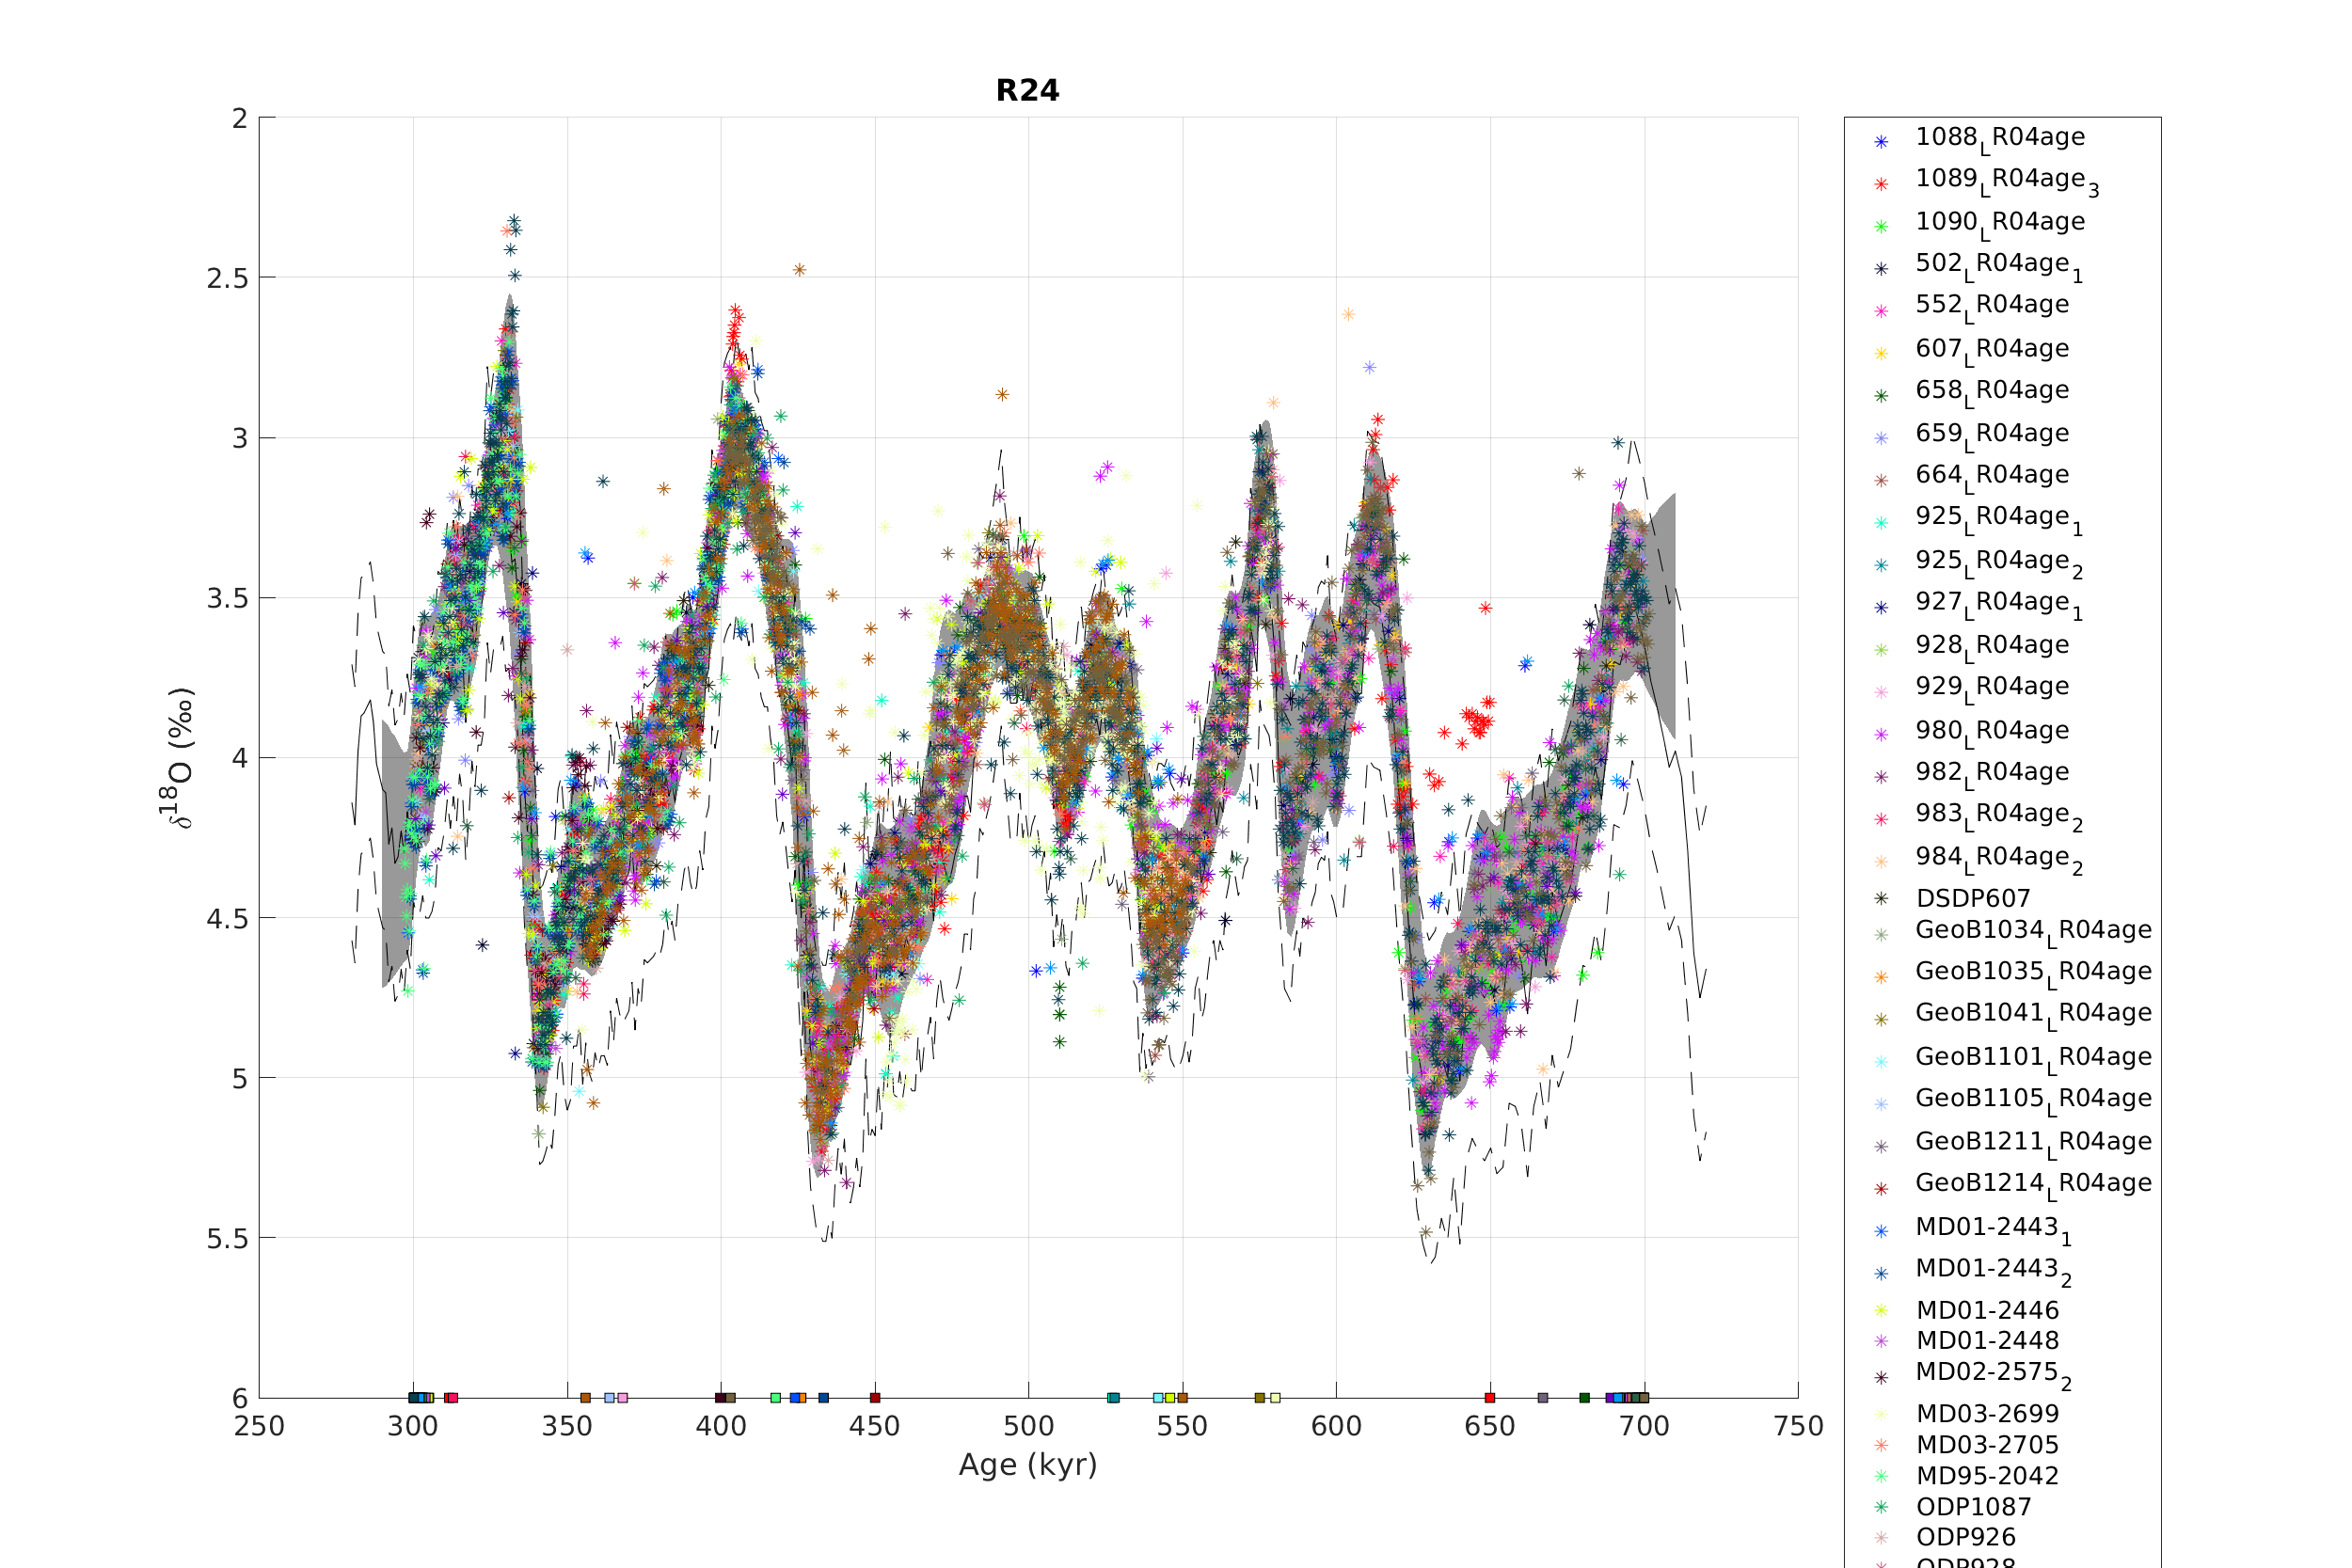 R24
2
2.5
3
3.5
4
4.5
5
5.5
6
δ18O (‰)
250 300 350 400 450 500 550 600 650 700 750
Age (kyr)
1088LR04age
1089LR04age3
1090LR04age
502LR04age1
552LR04age
607LR04age
658LR04age
659LR04age
664LR04age
925LR04age1
925LR04age2
927LR04age1
928LR04age
929LR04age
980LR04age
982LR04age
983LR04age2
984LR04age2
DSDP607
GeoB1034LR04age
GeoB1035LR04age
GeoB1041LR04age
GeoB1101LR04age
GeoB1105LR04age
GeoB1211LR04age
GeoB1214LR04age
MD01-24431
MD01-24432
MD01-2446
MD01-2448
MD02-25752
MD03-2699
MD03-2705
MD95-2042
ODP1087
ODP926
ODP928